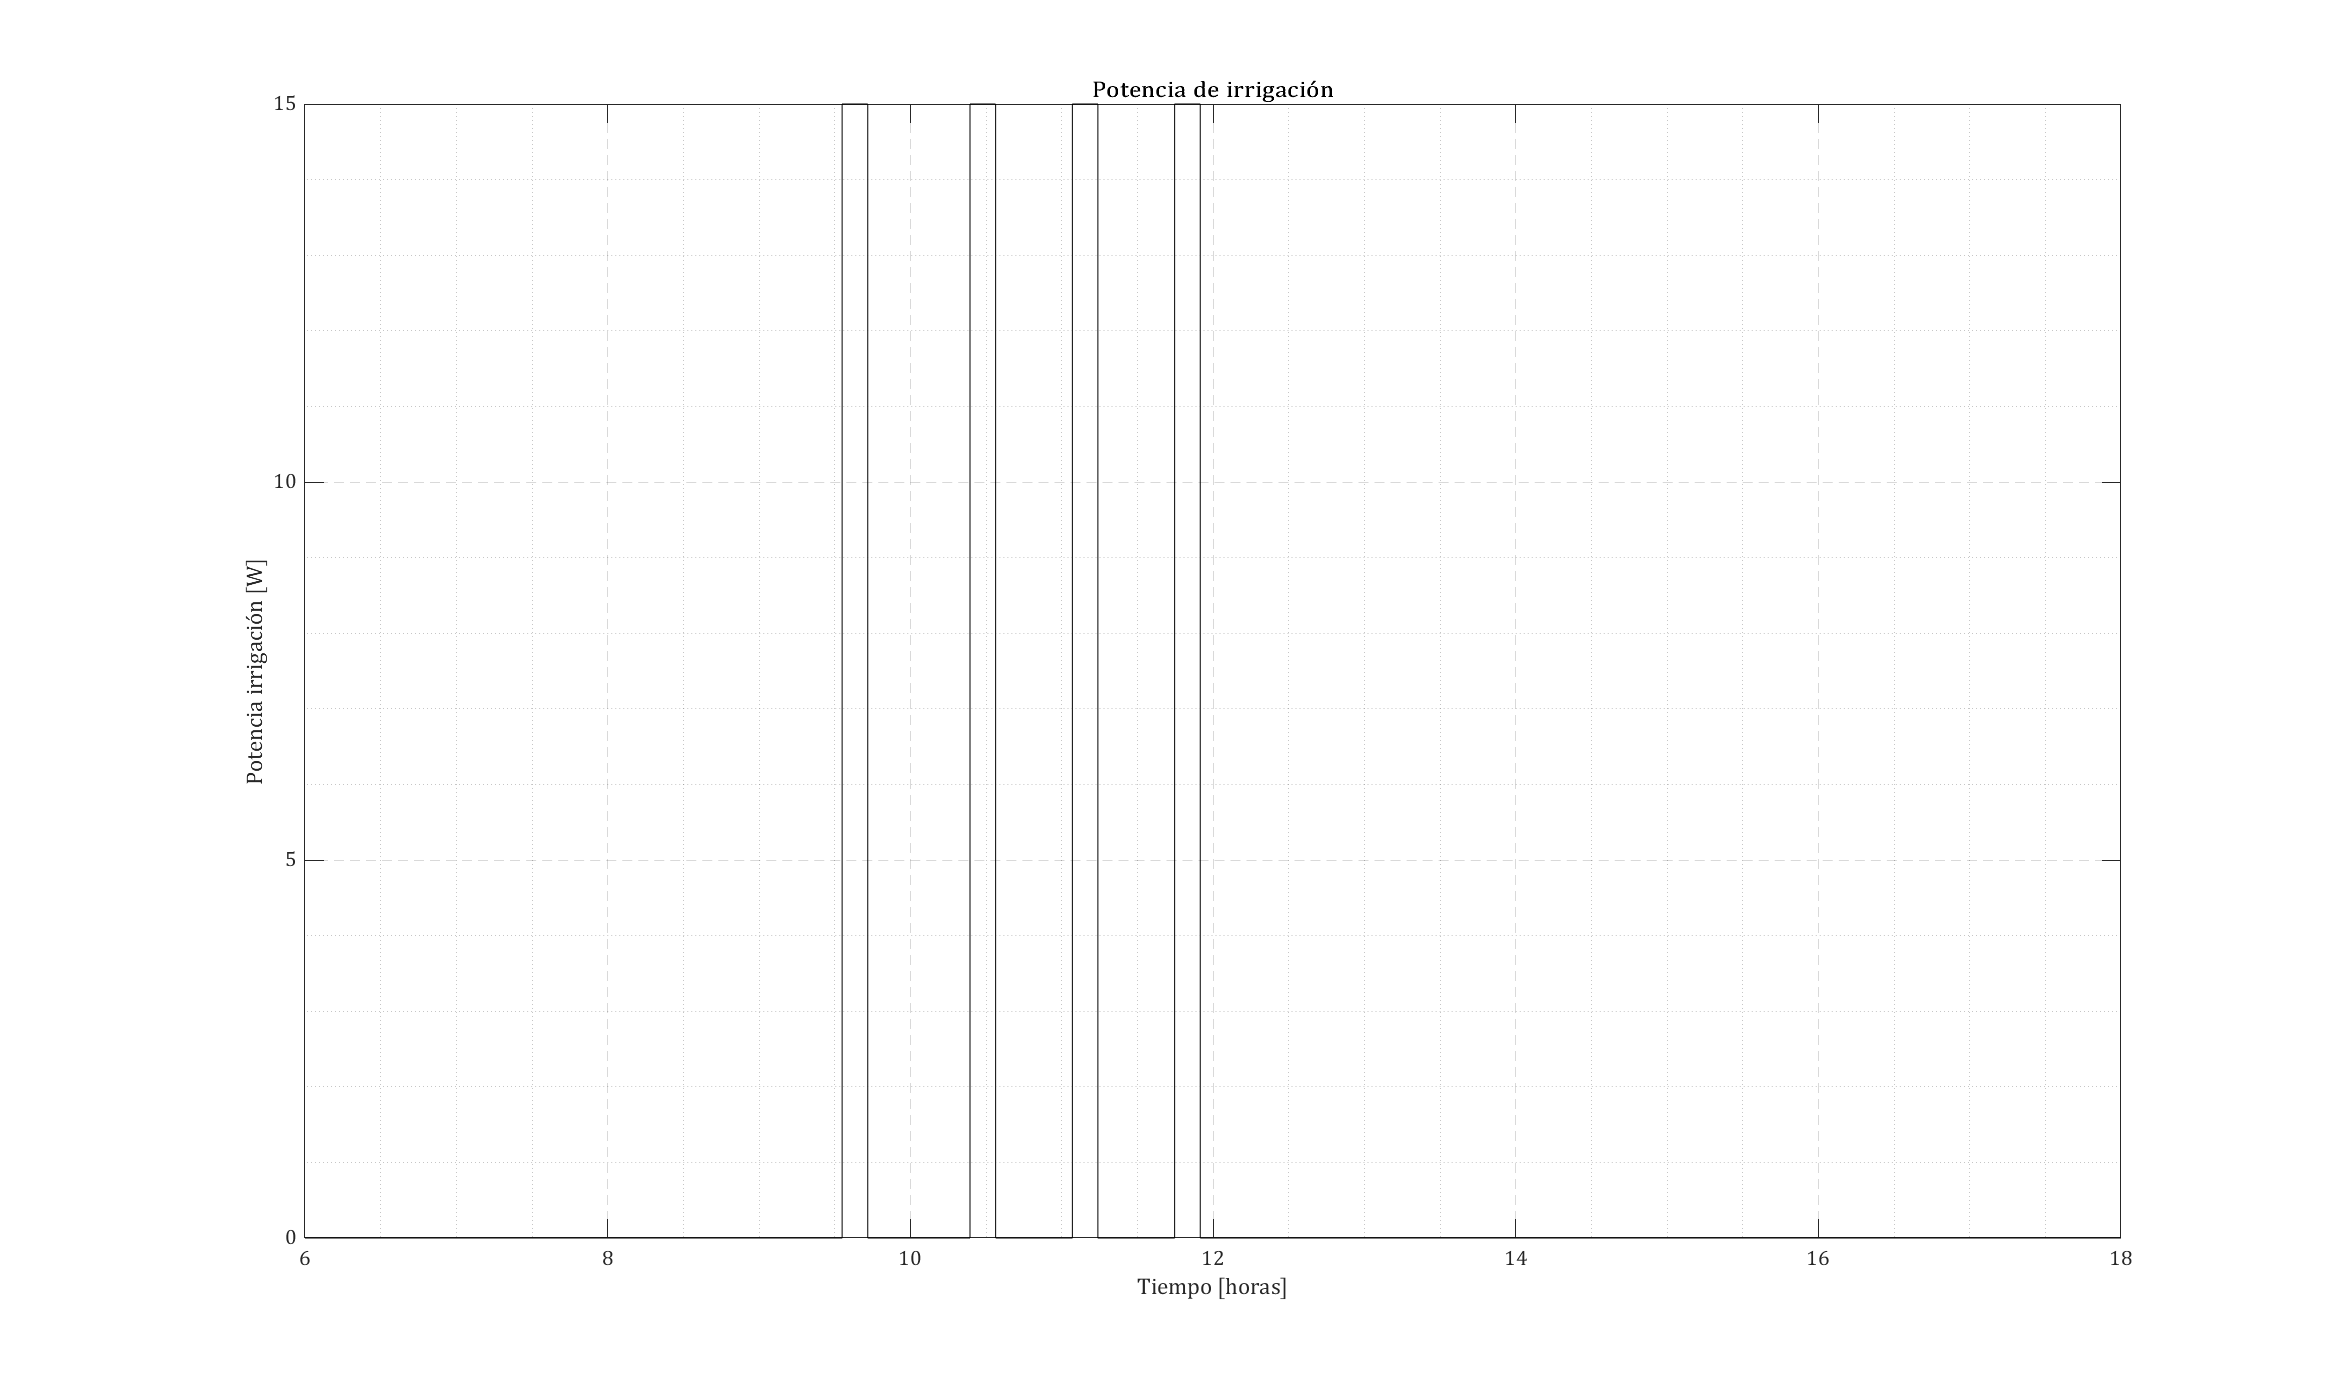 Potencia de irrigación
15
10
5
0
Potencia irrigación [W]
6 8 10 12 14 16 18
Tiempo [horas]